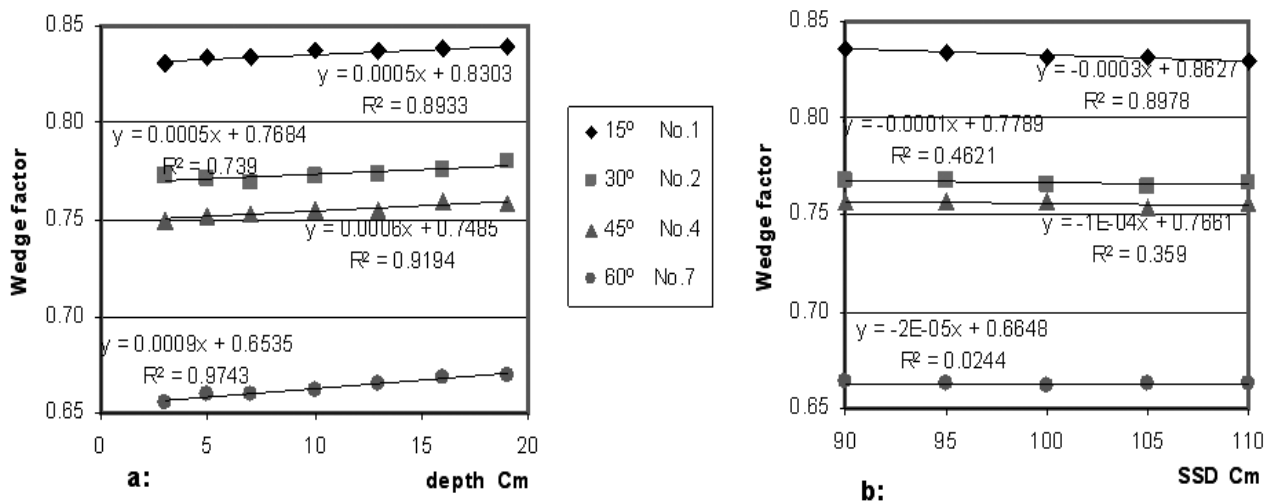 Wedge factor
0.85
0.80
0.75
0.70
0.65
y = 0.0005x + 0.8303
R² = 0.8933
y = 0.0005x + 0.7684
R² = 0.739
y = 0.0006x + 0.7485
R² = 0.9194
y = 0.0009x + 0.6535
R² = 0.9743
0 5 10 15 20
a: depth Cm
15º No.1
30º No.2
45º No.4
60º No.7
Wedge factor
0.85
0.80
0.75
0.70
0.65
y = -0.0003x + 0.8627
R² = 0.8978
y = -0.0001x + 0.7789
R² = 0.4621
y = -1E-04x + 0.7661
R² = 0.359
y = -2E-05x + 0.6648
R² = 0.0244
90 95 100 105 110
b: SSD Cm